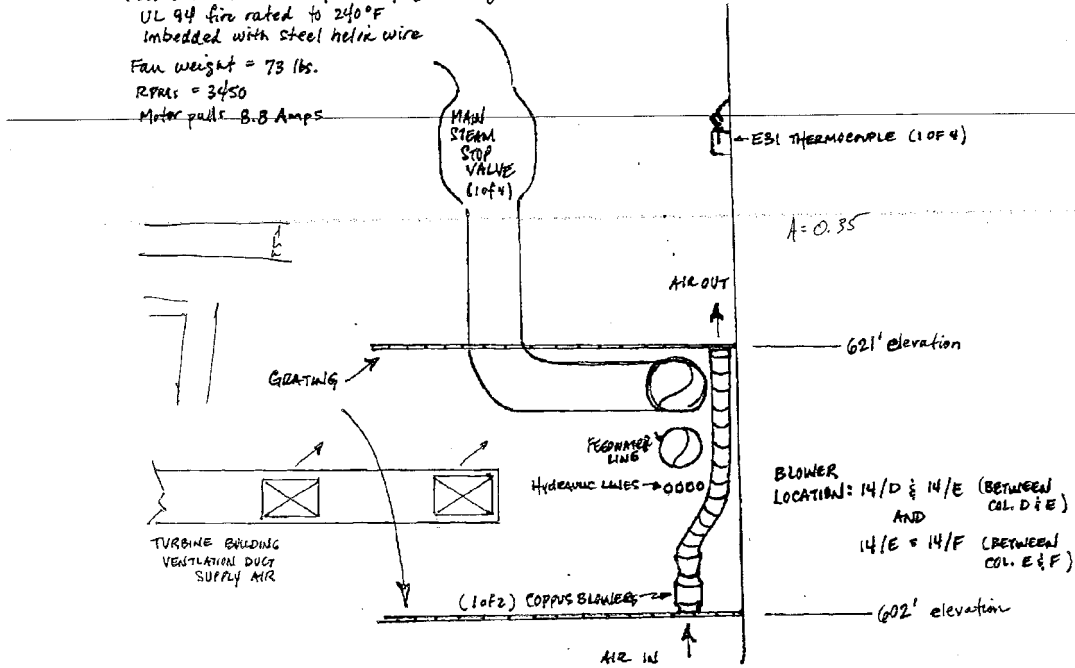 UL 94 fire rated to 240°F
Imbedded with steel helix wire
Fan weight = 73 lbs.
RPMs = 3450
Motor pulls 8.8 Amps
MAIN
STEAM
STOP
VALVE
(1 of 4)
←EBI THERMOCOUPLE (1 OF 4)
A=0.35
AIR OUT
621' elevation
GRATING
FEEDWATER
LINE
HYDRAULIC LINES
BLOWER
LOCATION: 14/D & 14/E (BETWEEN
COL. D & E)
AND
14/E & 14/F (BETWEEN
COL. E & F)
TURBINE BUILDING
VENTILATION DUCT
SUPPLY AIR
(1 of 2) COPPUS BLOWERS
602' elevation
AIR IN